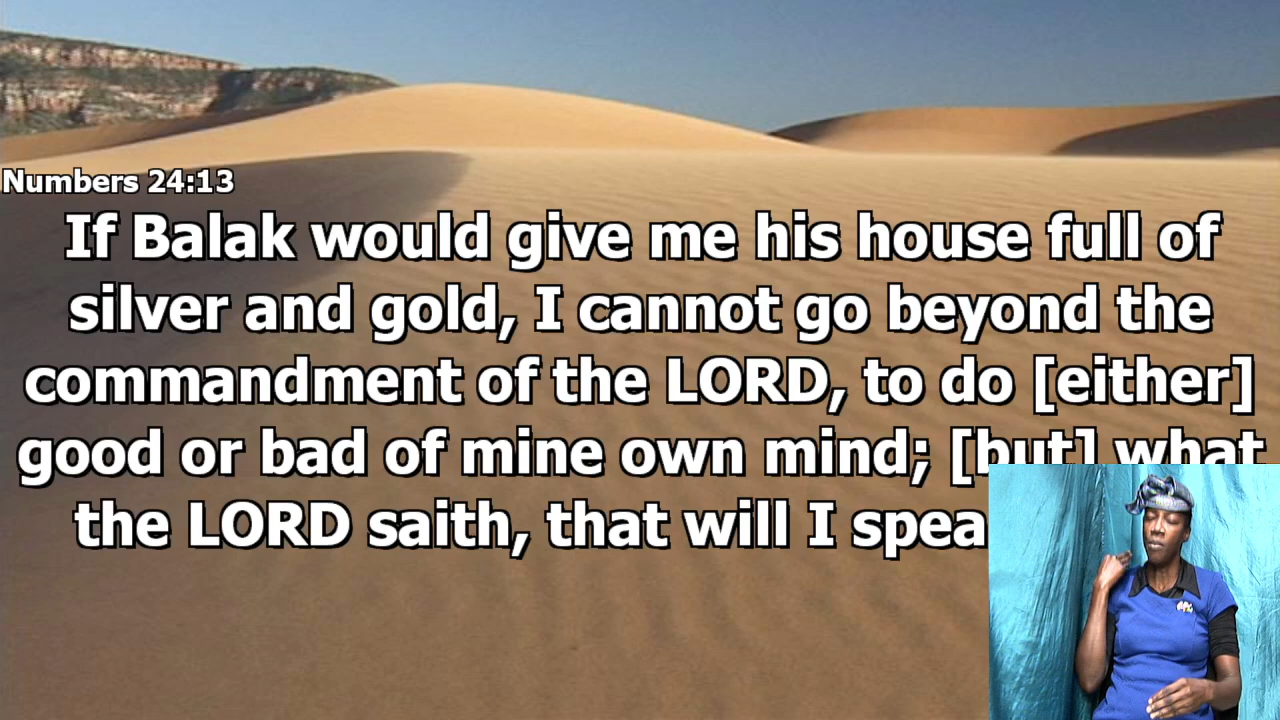 Numbers 24:13
If Balak would give me his house full of
silver and gold, I cannot go beyond the
commandment of the LORD, to do [either]
good or bad of mine own mind; [but] what
the LORD saith, that will I spea